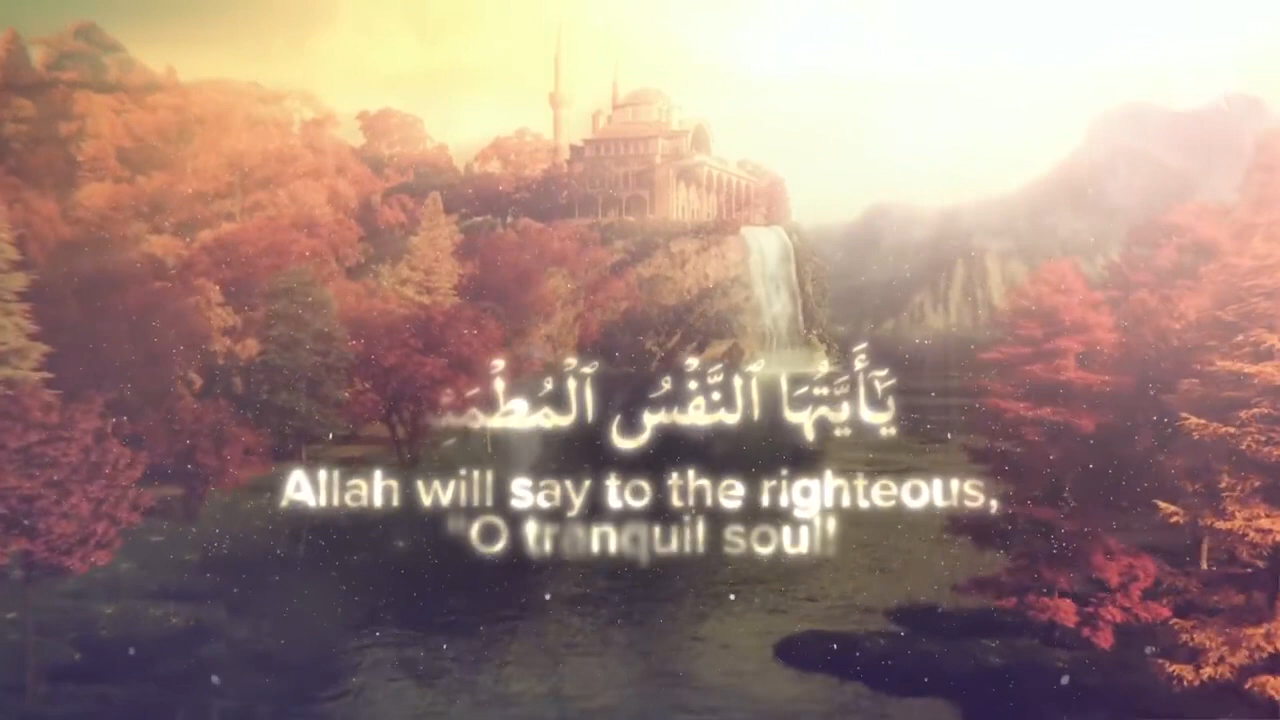 يَـٰٓأَيَّتُهَا ٱلنَّفْسُ
Allah will say to the righteous,
"O tranquil soul!